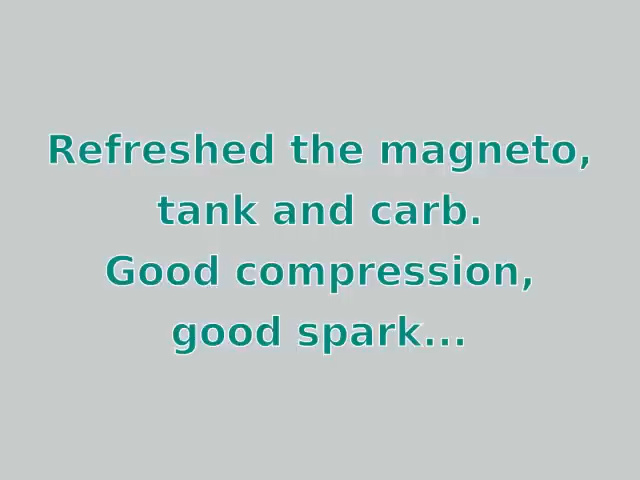 Refreshed the magneto,
tank and carb.
Good compression,
good spark...